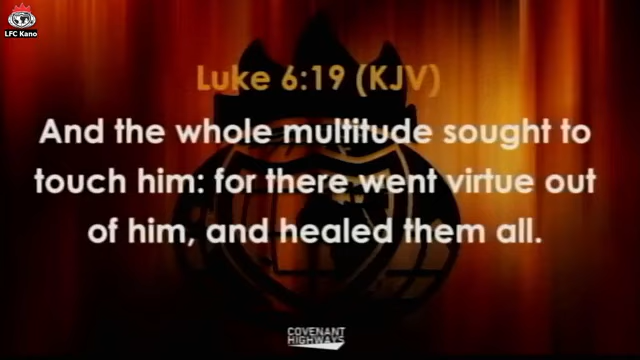 LFC Kano
Luke 6:19 (KJV)
And the whole multitude sought to
touch him: for there went virtue out
of him, and healed them all.
COVENANT
HIGHWAYS